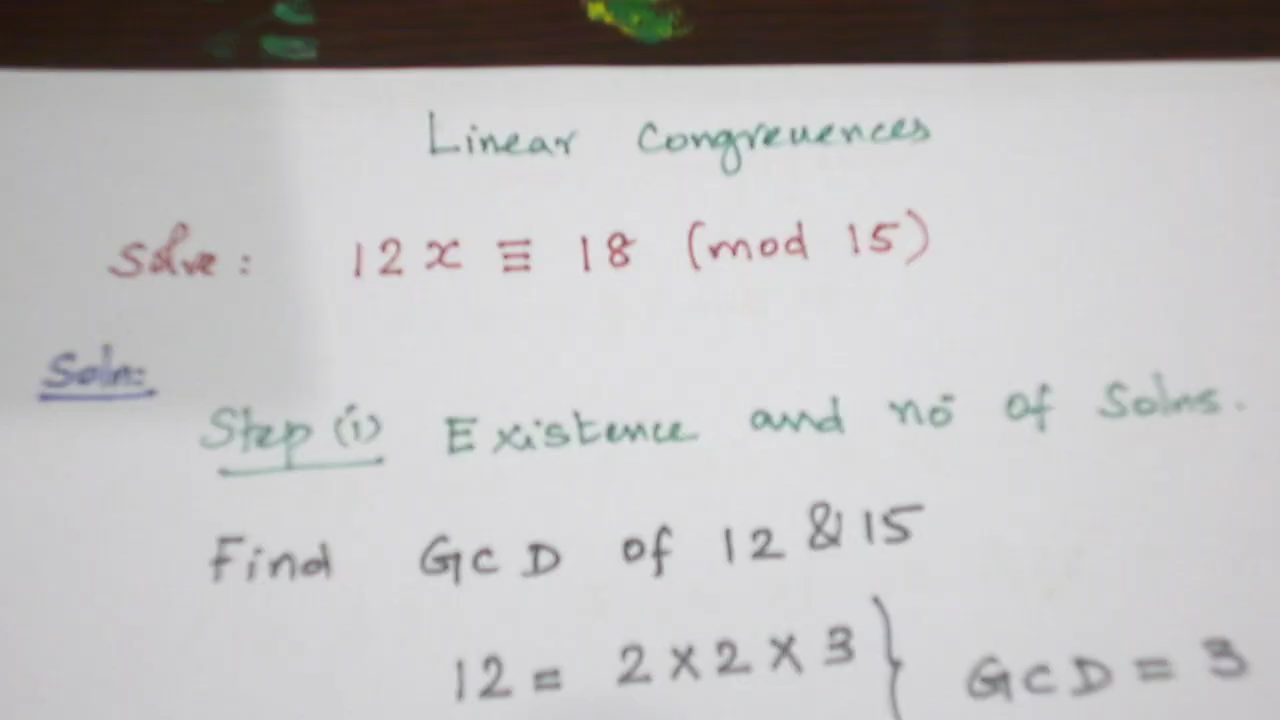 Linear Congreuences
Solve: 12x ≡ 18 (mod 15)
Soln:
Step (i) Existence and no of Solns.
Find GCD of 12 & 15
12 = 2 × 2 × 3 } GCD = 3